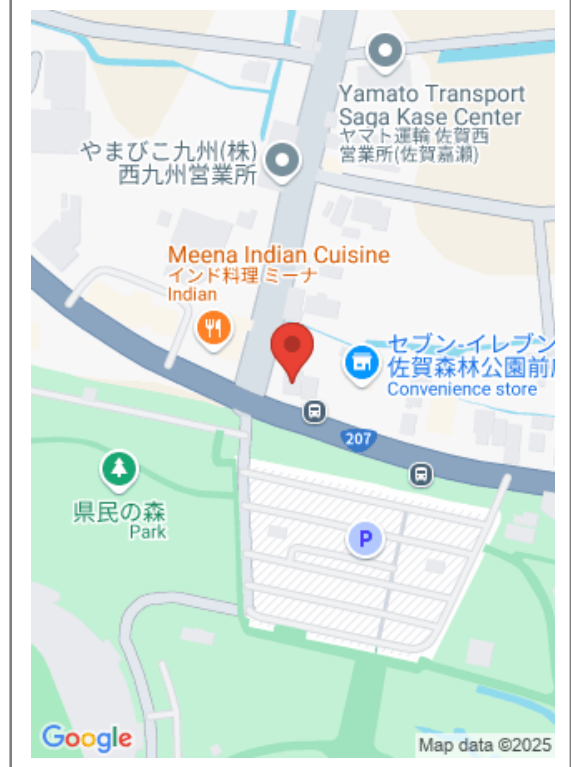 Yamato Transport
Saga Kase Center
ヤマト運輸 佐賀西
営業所(佐賀嘉瀬)
やまびこ九州(株)
西九州営業所
Meena Indian Cuisine
インド料理 ミーナ
Indian
セブン-イレブン
佐賀森林公園前
Convenience store
207
県民の森
Park
P
Google
Map data ©2025